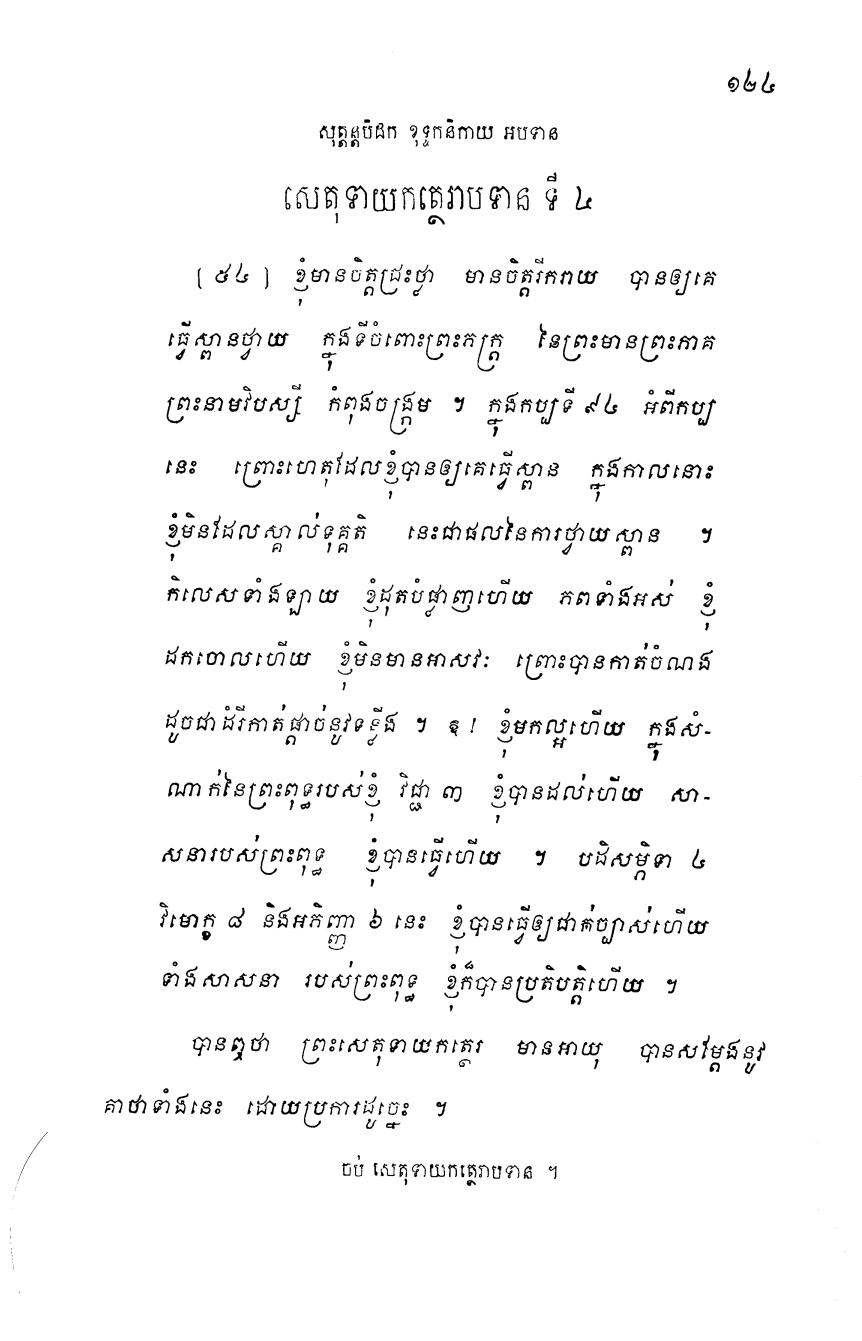 ១២៤
សុត្តន្តបិដក ខុទ្ទកនិកាយ អបទាន
សេតុទាយកត្ថេរាបទាន ទី ៤
[ ៥៤ ] ខ្ញុំមានចិត្តជ្រះថ្លា មានចិត្តរីករាយ បានឲ្យគេ
ធ្វើស្ពានថ្វាយ ក្នុងទីចំពោះព្រះភក្ត្រ នៃព្រះមានព្រះភាគ
ព្រះនាមវិបស្សី កំពុងចង្ក្រម ។ ក្នុងកប្បទី ៩៤ អំពីកប្ប
នេះ ព្រោះហេតុដែលខ្ញុំបានឲ្យគេធ្វើស្ពាន ក្នុងកាលនោះ
ខ្ញុំមិនដែលស្គាល់ទុគ្គតិ នេះជាផលនៃការថ្វាយស្ពាន ។
កិលេសទាំងឡាយ ខ្ញុំដុតបំផ្លាញហើយ ភពទាំងអស់ ខ្ញុំ
ដកចោលហើយ ខ្ញុំមិនមានអាសវៈ ព្រោះបានកាត់ចំណង
ដូចជាដំរីកាត់ផ្តាច់នូវទន្លីង ។ ឱ ! ខ្ញុំមកល្អហើយ ក្នុងសំ-
ណាក់នៃព្រះពុទ្ធរបស់ខ្ញុំ វិជ្ជា ៣ ខ្ញុំបានដល់ហើយ សា-
សនារបស់ព្រះពុទ្ធ ខ្ញុំបានធ្វើហើយ ។ បដិសម្ភិទា ៤
វិមោក្ខ ៨ និងអភិញ្ញា ៦ នេះ ខ្ញុំបានធ្វើឲ្យជាក់ច្បាស់ហើយ
ទាំងសាសនា របស់ព្រះពុទ្ធ ខ្ញុំក៏បានប្រតិបត្តិហើយ ។
បានឮថា ព្រះសេតុទាយកត្ថេរ មានអាយុ បានសម្តែងនូវ
គាថាទាំងនេះ ដោយប្រការដូច្នេះ ។
ចប់ សេតុទាយកត្ថេរាបទាន ។